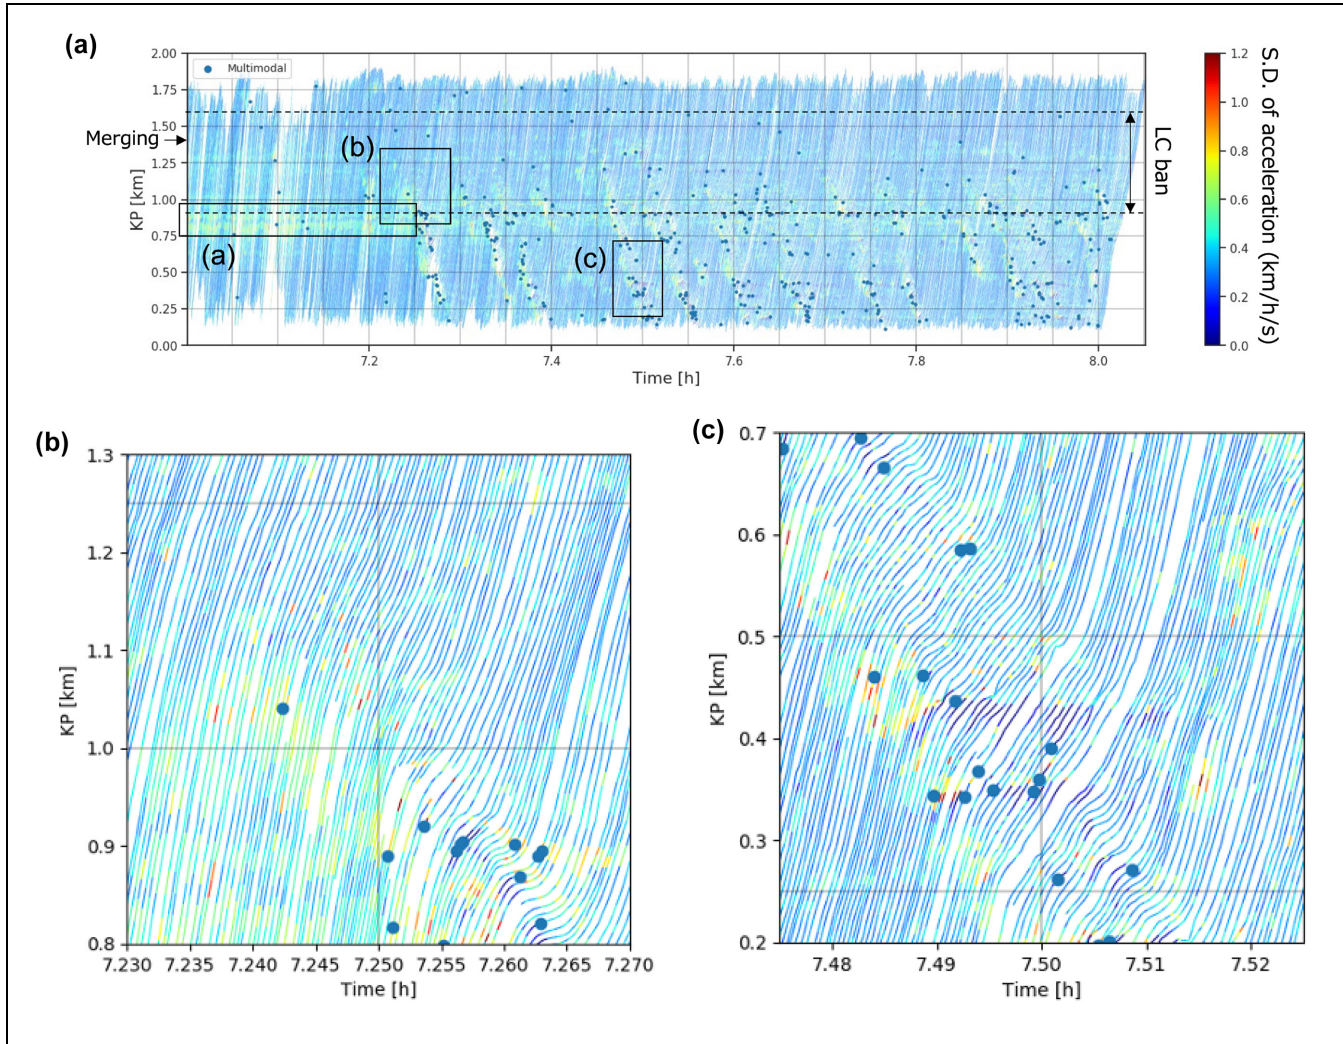 (a)
2.00
1.75
1.50
1.25
1.00
0.75
0.50
0.25
0.00
KP [km]
Merging
Multimodal
(b)
(a)
(c)
LC ban
7.2
7.4
7.6
7.8
8.0
Time [h]
1.2
1.0
0.8
0.6
0.4
0.2
0.0
S.D. of acceleration (km/h/s)
(b)
1.3
1.2
1.1
1.0
0.9
0.8
KP [km]
7.230
7.235
7.240
7.245
7.250
7.255
7.260
7.265
7.270
Time [h]
(c)
0.7
0.6
0.5
0.4
0.3
0.2
KP [km]
7.48
7.49
7.50
7.51
7.52
Time [h]